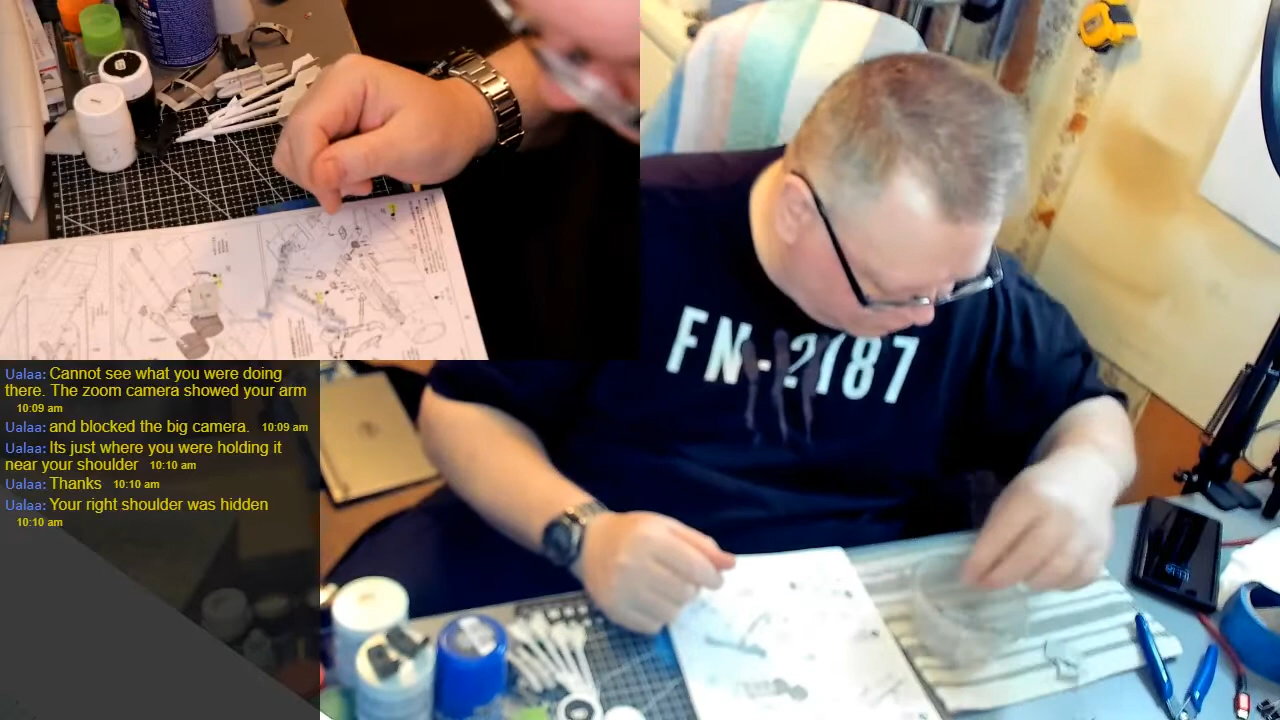 Ualaa: Cannot see what you were doing
there. The zoom camera showed your arm
10:09 am
Ualaa: and blocked the big camera. 10:09 am
Ualaa: Its just where you were holding it
near your shoulder 10:10 am
Ualaa: Thanks 10:10 am
Ualaa: Your right shoulder was hidden
10:10 am
FN-2187